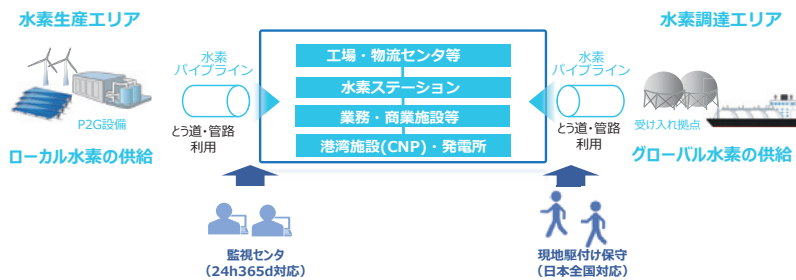 水素生産エリア
水素
パイプライン
とう道・管路
利用
P2G設備
ローカル水素の供給
工場・物流センタ等
水素ステーション
業務・商業施設等
港湾施設(CNP)・発電所
水素調達エリア
水素
パイプライン
とう道・管路
利用
受け入れ拠点
グローバル水素の供給
監視センタ
(24h365d対応)
現地駆付け保守
(日本全国対応)